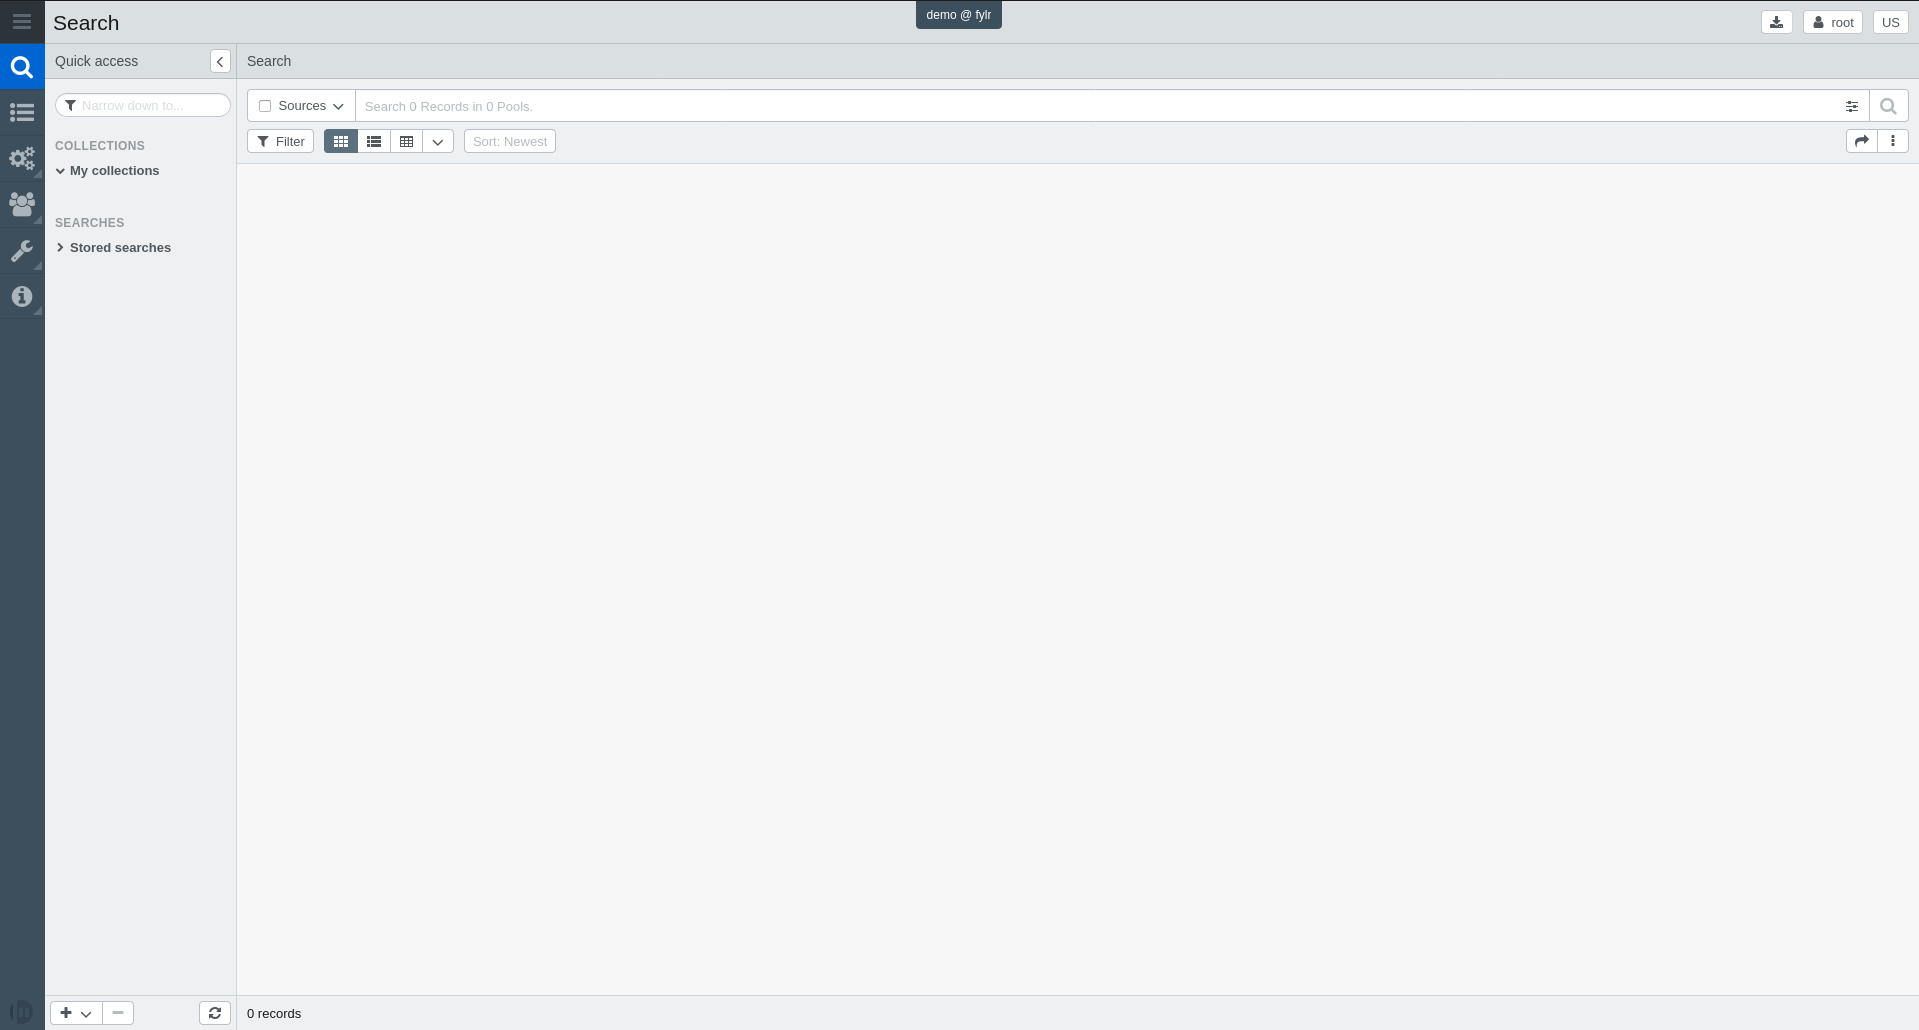 Search
demo @ fylr
root
US
Quick access
Search
Narrow down to...
Sources
Search 0 Records in 0 Pools.
Filter
Sort: Newest
COLLECTIONS
My collections
SEARCHES
Stored searches
0 records